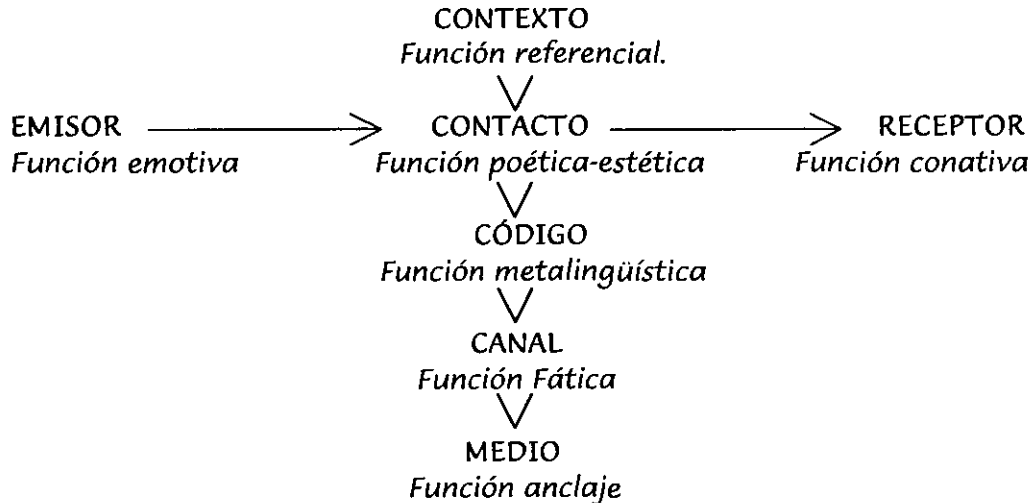 CONTEXTO
Función referencial.
EMISOR CONTACTO RECEPTOR
Función emotiva Función poética-estética Función conativa
CÓDIGO
Función metalingüística
CANAL
Función Fática
MEDIO
Función anclaje